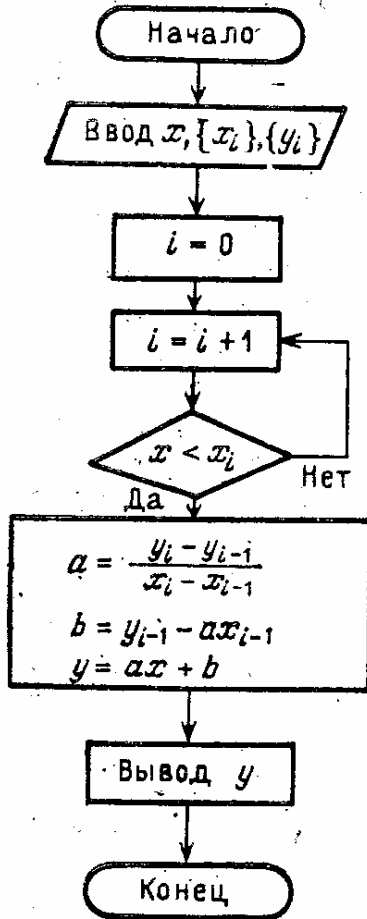 Начало
Ввод x, {xᵢ}, {yᵢ}
i = 0
i = i + 1
x < xᵢ
Нет
Да
a = (yᵢ - yᵢ₋₁) / (xᵢ - xᵢ₋₁)
b = yᵢ₋₁ - axᵢ₋₁
y = ax + b
Вывод y
Конец